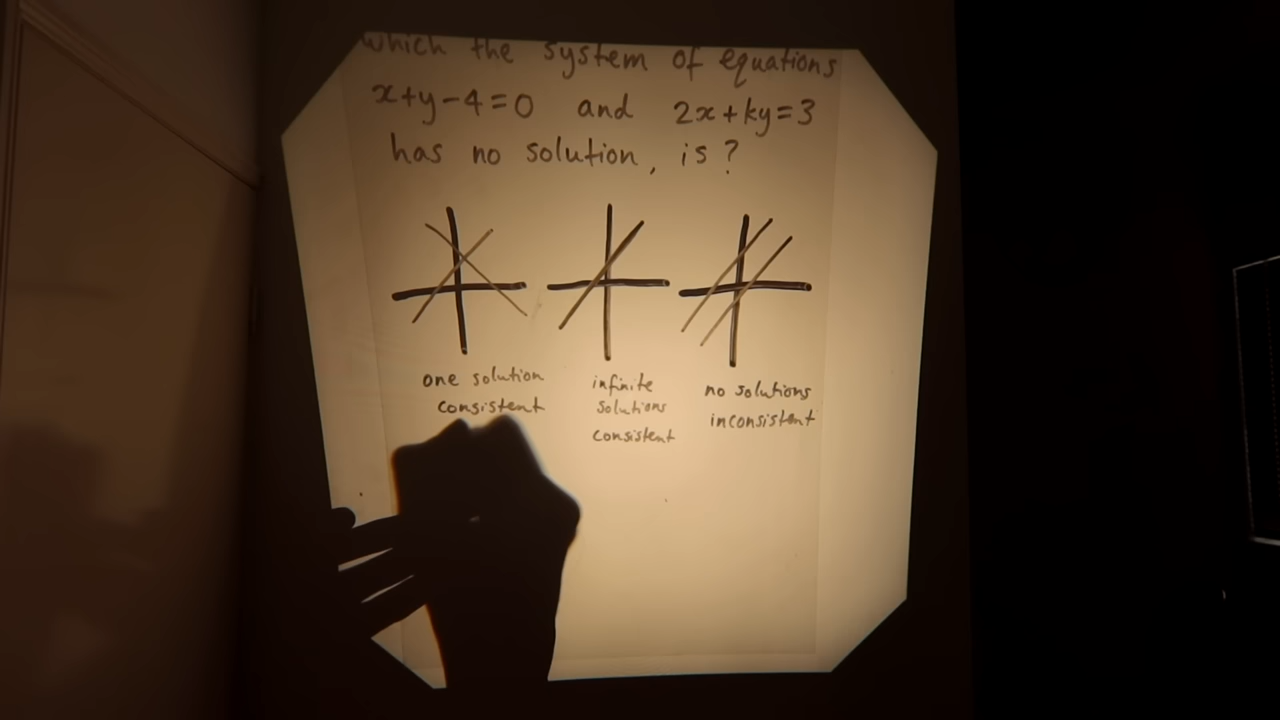 which the system of equations
x+y-4=0 and 2x+ky=3
has no solution, is?
one solution
consistent
infinite
solutions
consistent
no solutions
inconsistent